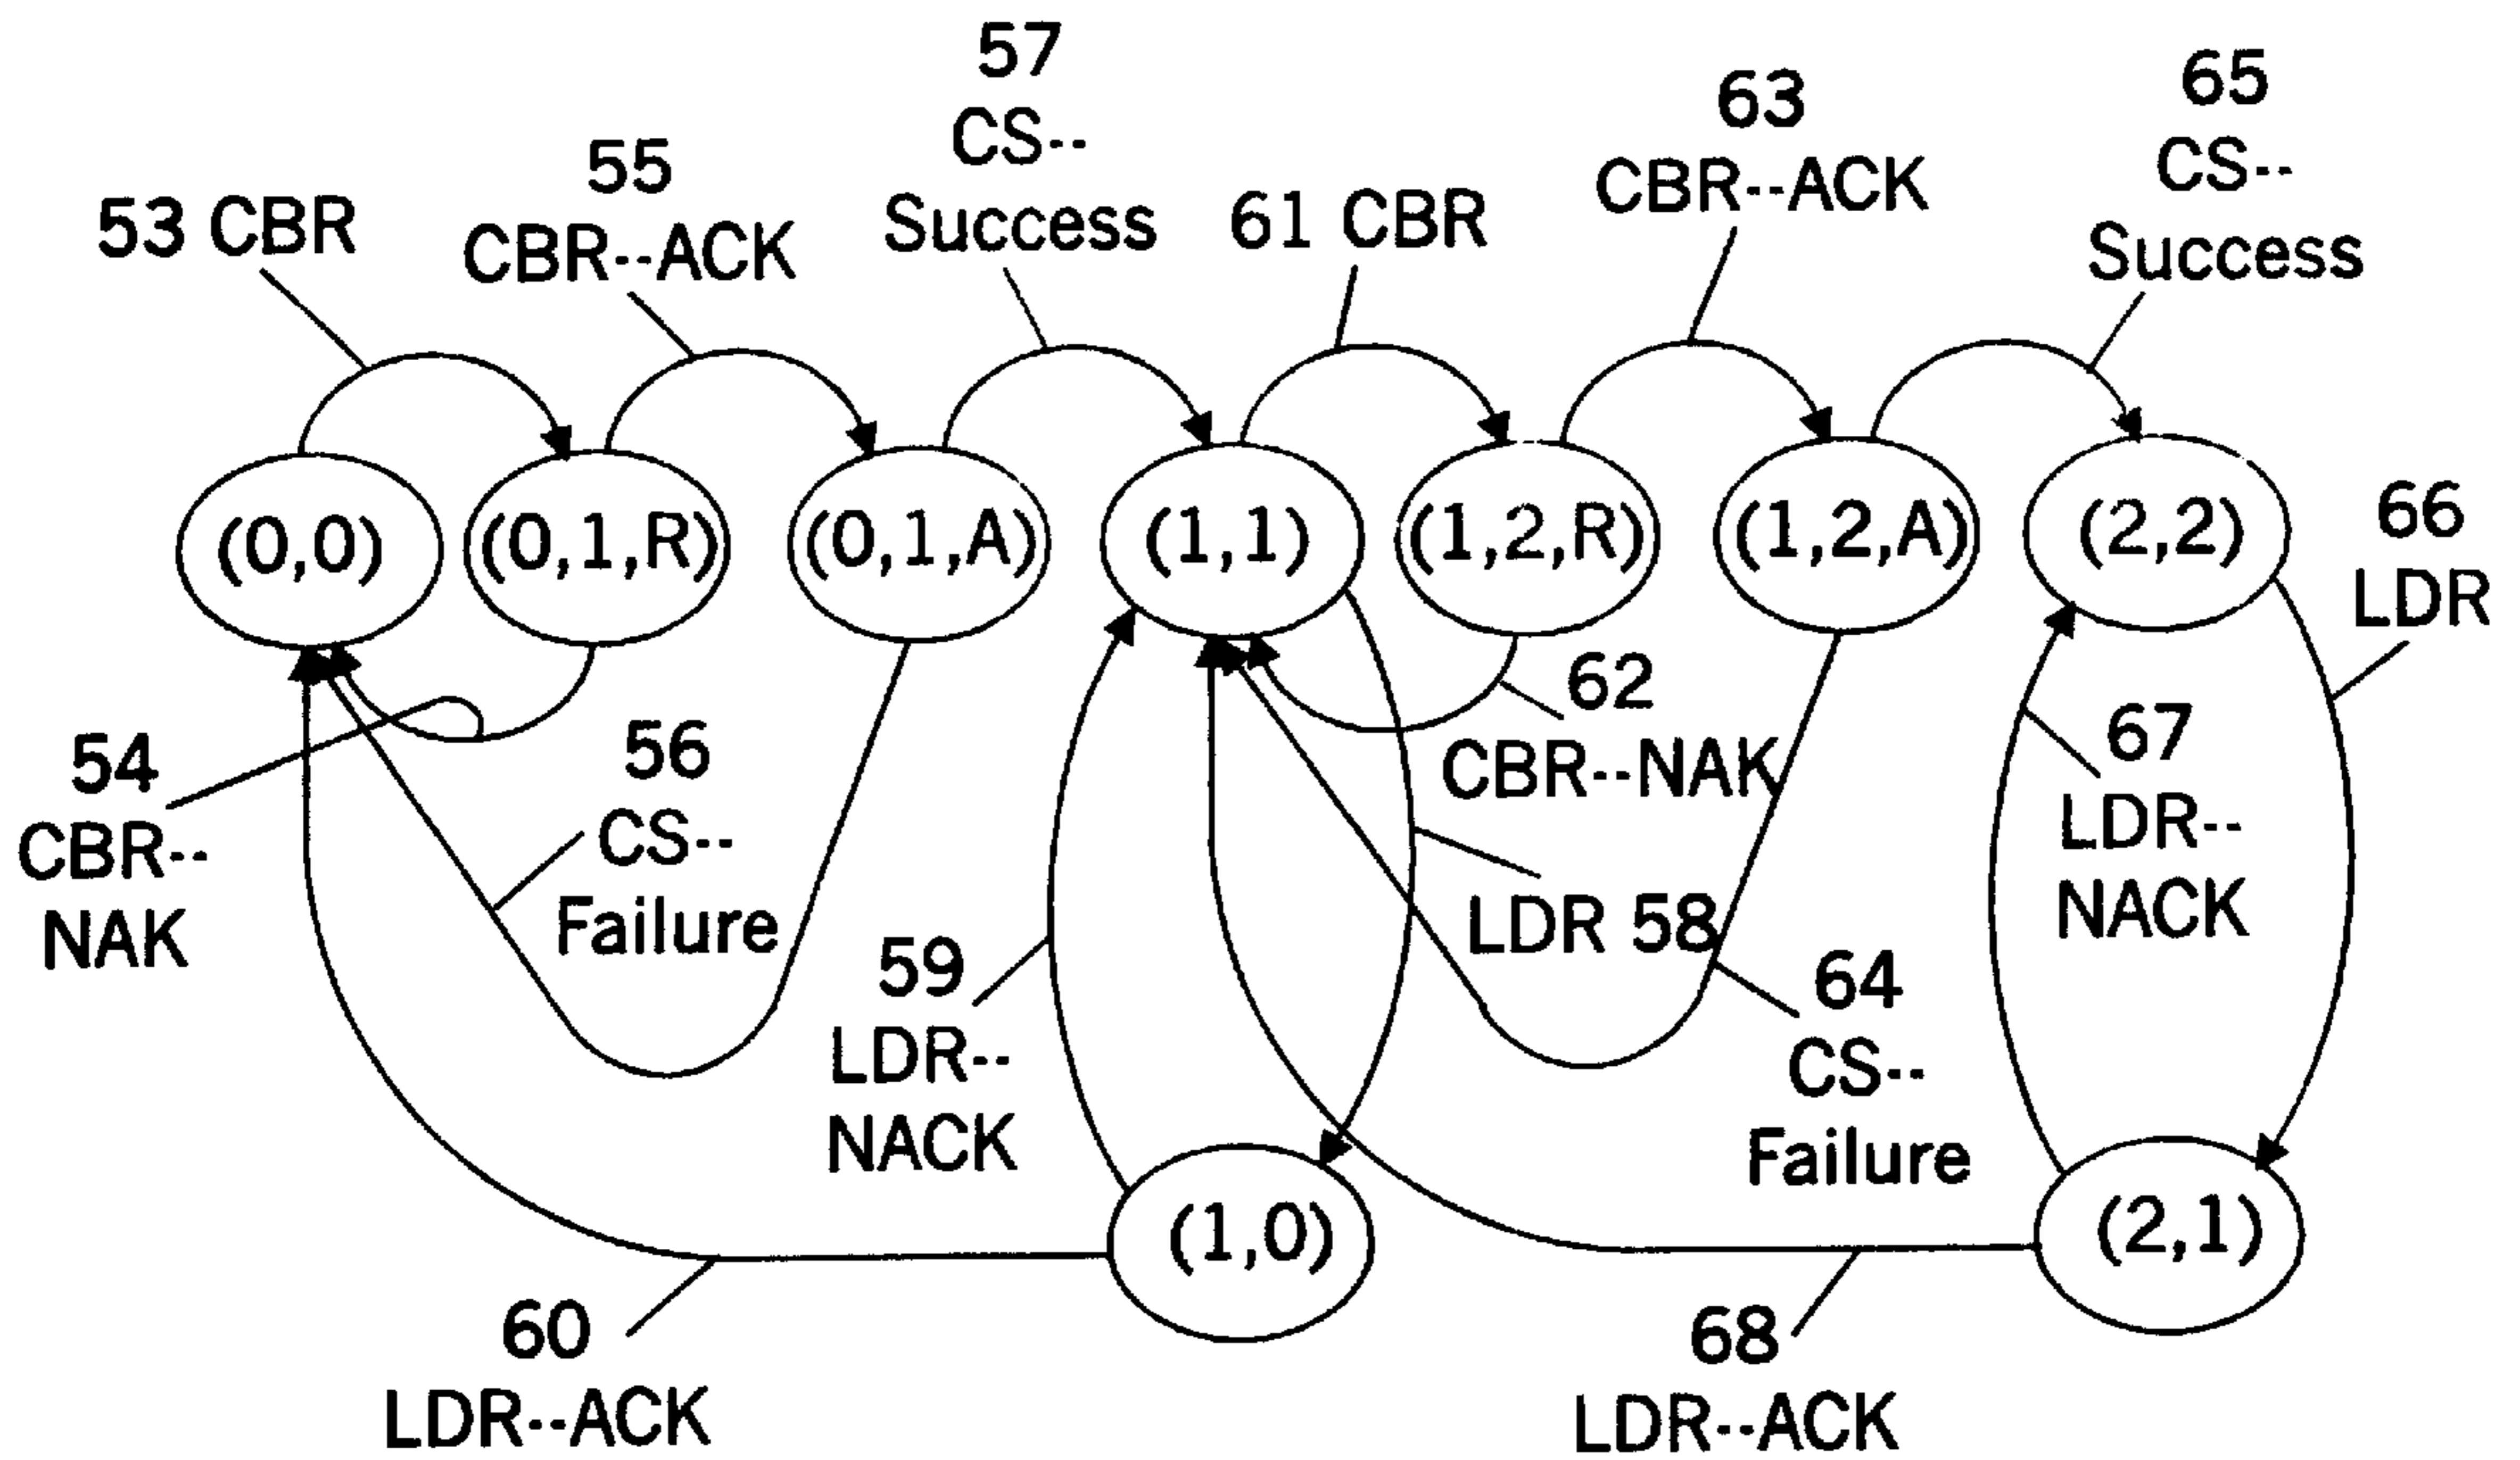 57
CS--
Success
65
CS--
Success
63
CBR--ACK
55
CBR--ACK
53 CBR
61 CBR
(0,0)
(0,1,R)
(0,1,A)
(1,1)
(1,2,R)
(1,2,A)
(2,2)
66
LDR
62
CBR--NAK
54
CBR--
NAK
56
CS--
Failure
67
LDR--
NACK
LDR 58
59
LDR--
NACK
64
CS--
Failure
(1,0)
(2,1)
60
LDR--ACK
68
LDR--ACK